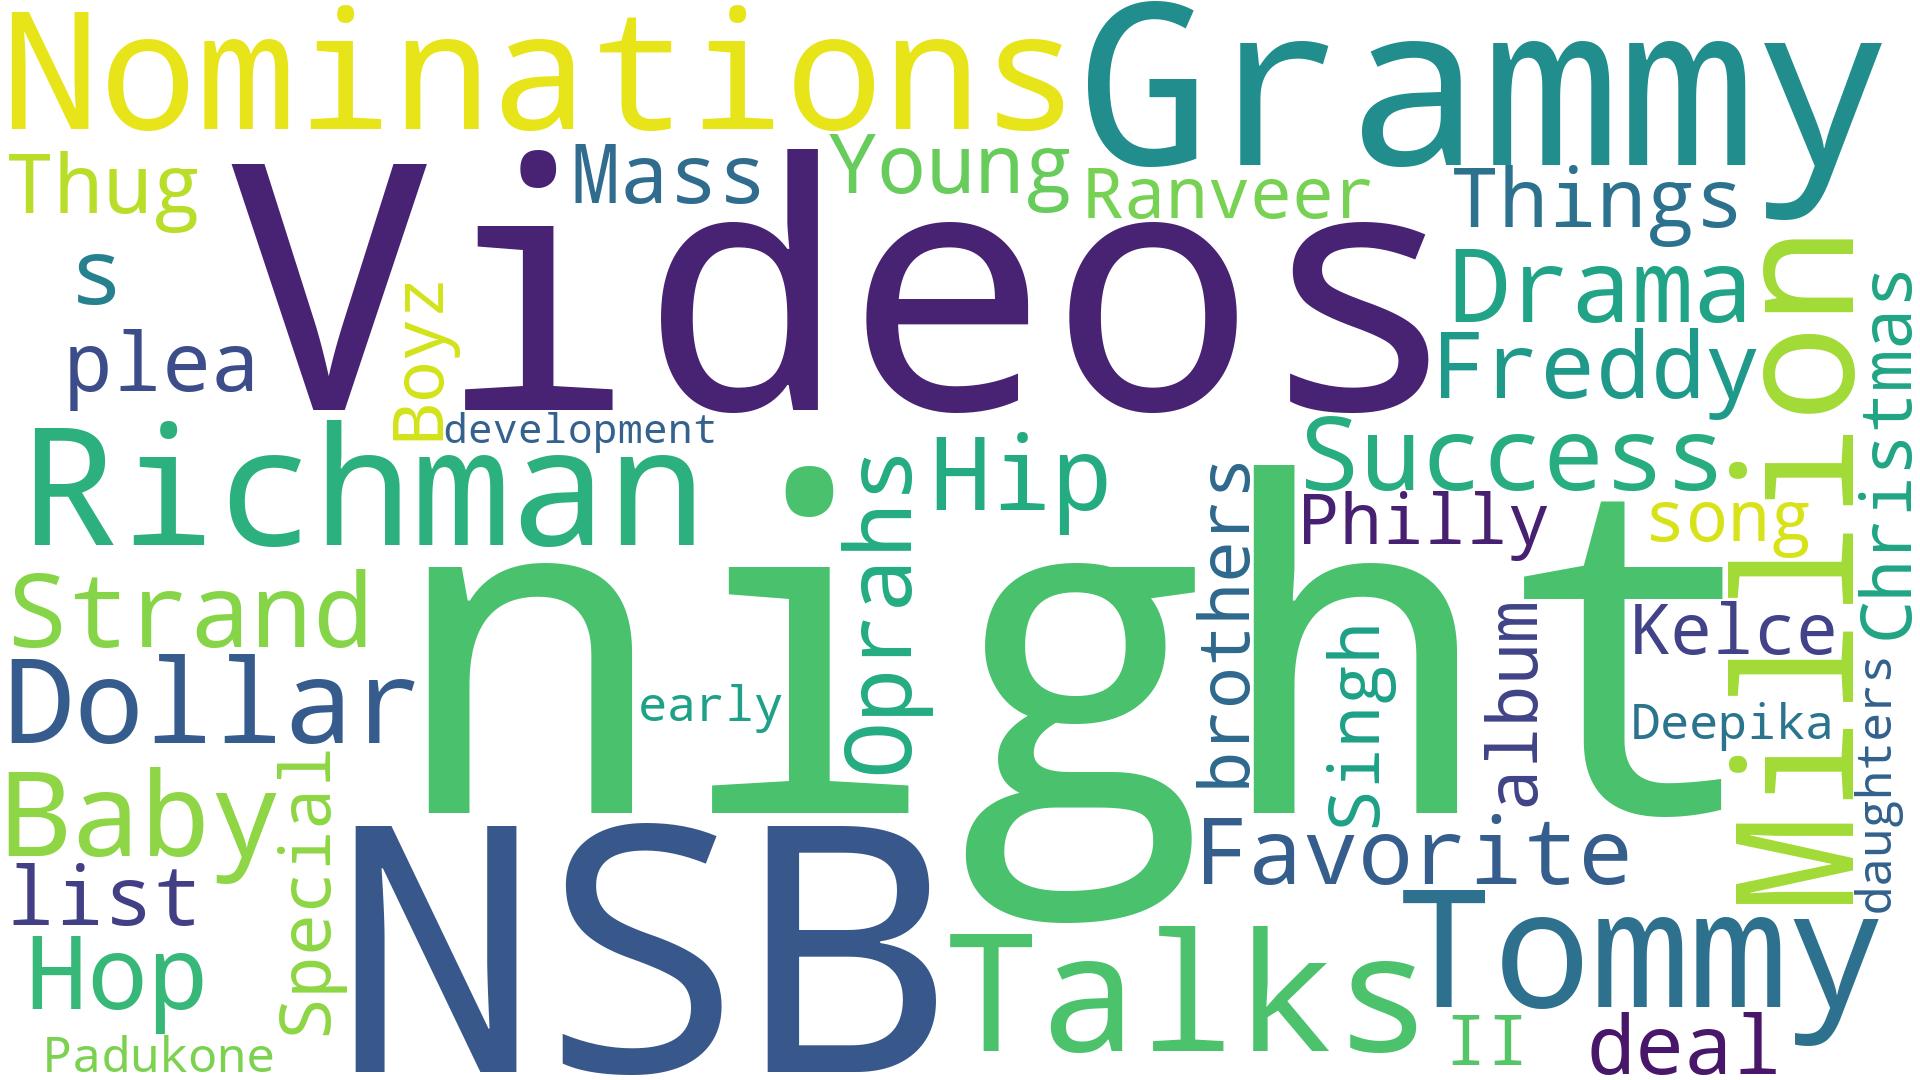 Nominations
Grammy
Thug
Videos
Mass
Young
Ranveer
Things
s
Drama
Million
Christmas
plea
Boyz
Freddy
development
Richman
Oprahs
Hip
Success
brothers
Philly
song
night
Strand
Kelce
Dollar
early
Singh
album
Deepika
daughters
Baby
Special
NSB
Favorite
list
Tommy
Hop
Talks
II
deal
Padukone